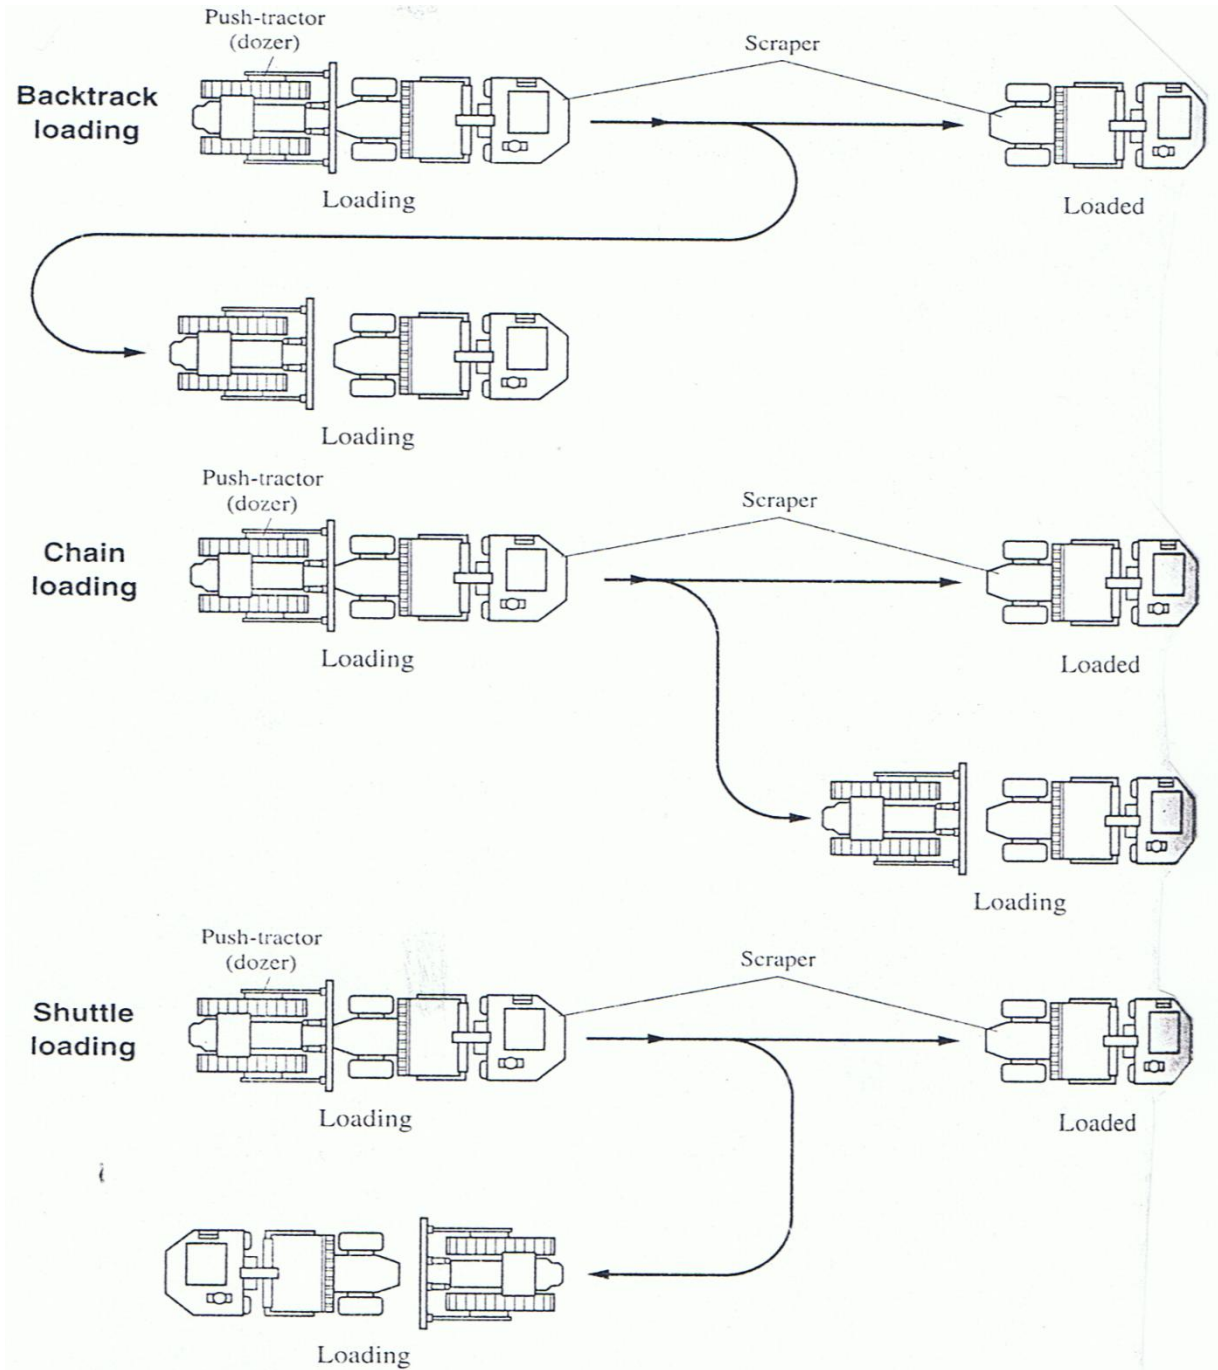 Push-tractor
(dozer)
Scraper
Backtrack
loading
Loading
Loaded
Loading
Push-tractor
(dozer)
Scraper
Chain
loading
Loading
Loaded
Loading
Push-tractor
(dozer)
Scraper
Shuttle
loading
Loading
Loaded
Loading